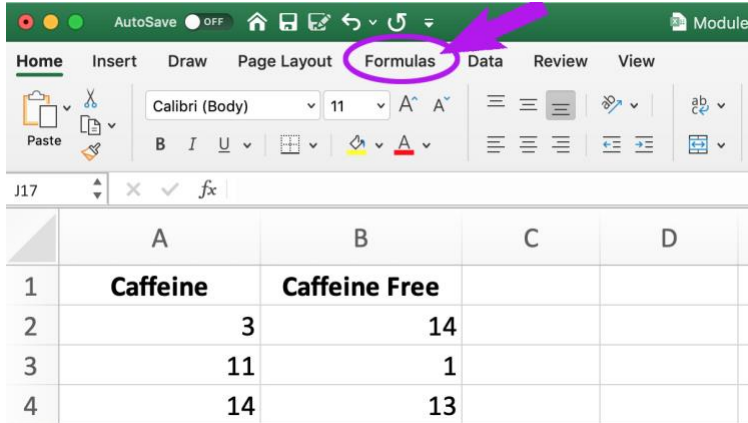 AutoSave OFF Module
Home Insert Draw Page Layout Formulas Data Review View
Calibri (Body) 11 A A ab
Paste B I U A
J17 fx
A B C D
1 Caffeine Caffeine Free
2 3 14
3 11 1
4 14 13